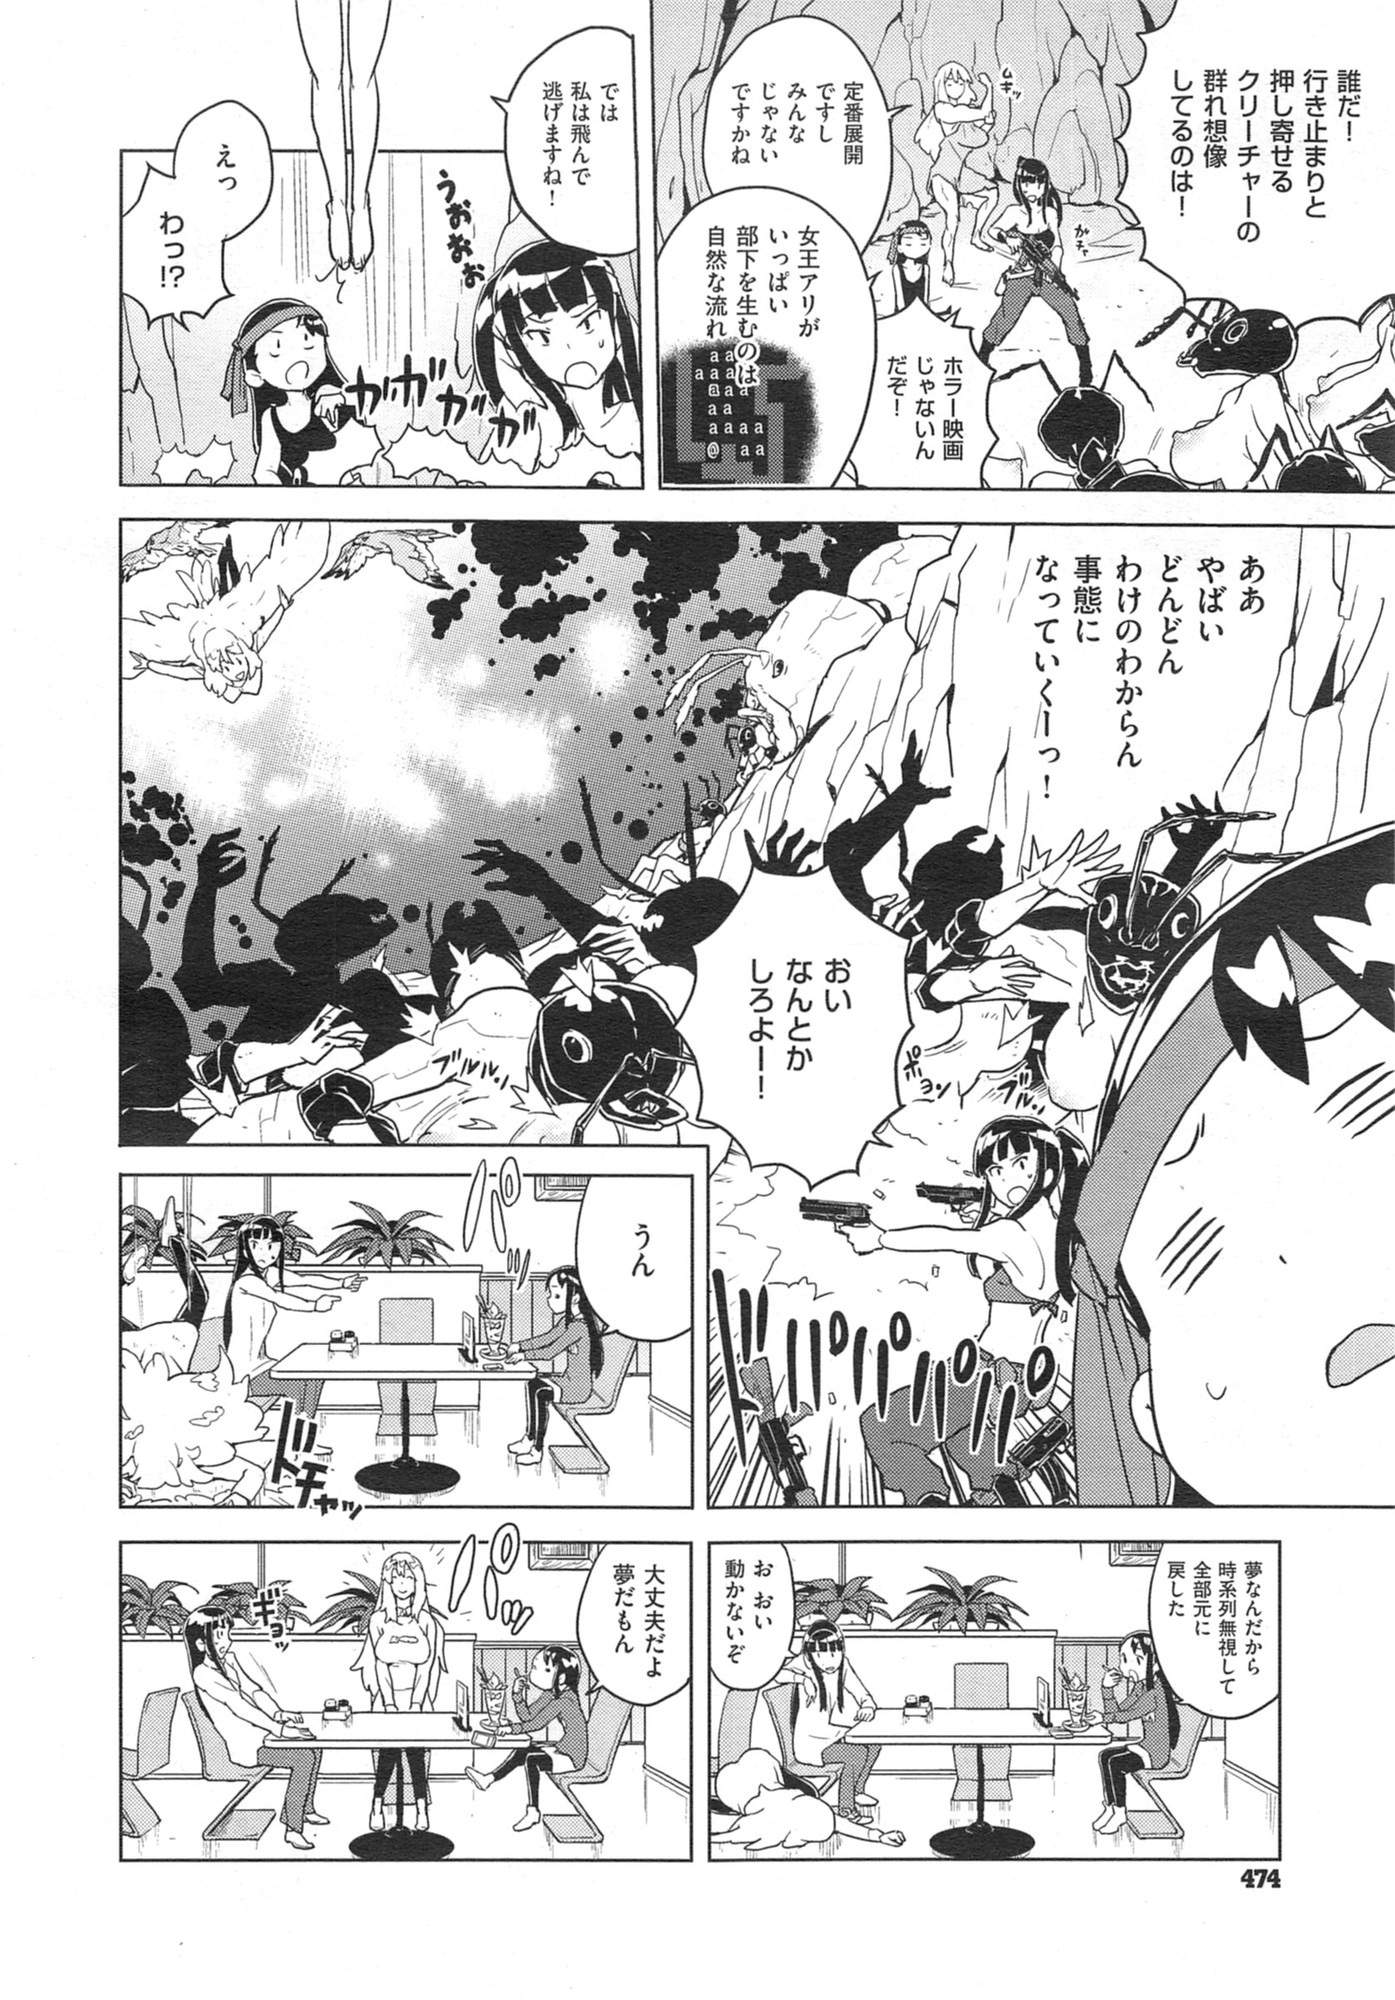 誰だ！
行き止まりと
押し寄せる
クリーチャーの
群れ想像
してるのは！
ムギッ
ガチャ
ホラー映画
じゃないん
だぞ！
定番展開
ですし
みんな
じゃない
ですかね
女王アリが
いっぱい
部下を生むのは
自然な流れ
では
私は飛んで
逃げますね！
うおおぉぉ
ガガガガ
えっ
わっ!?
ああ
やばい
どんどん
わけのわからん
事態に
なっていくーっ！
おい
なんとか
しろよー！
ポョン
ブルル、
ブルルル、
ドパパパパ
うん
パッ
ドチャッ
夢なんだから
時系列無視して
全部元に
戻した
お おい
動かないぞ
大丈夫だよ
夢だもん
パッ
ギョッ
474